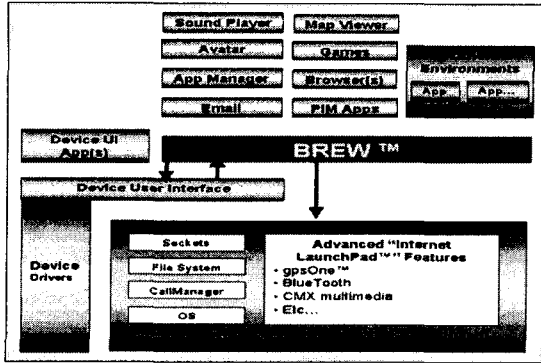 Sound Player
Map Viewer
Avatar
Games
App Manager
Browser(s)
Email
PIM Apps
Environments
App
App...
Device UI
App(s)
BREW ™
Device User Interface
Device
Drivers
Sockets
File System
CallManager
OS
Advanced "Internet
LaunchPad™" Features
· gpsOne™
· BlueTooth
· CMX multimedia
· Etc...